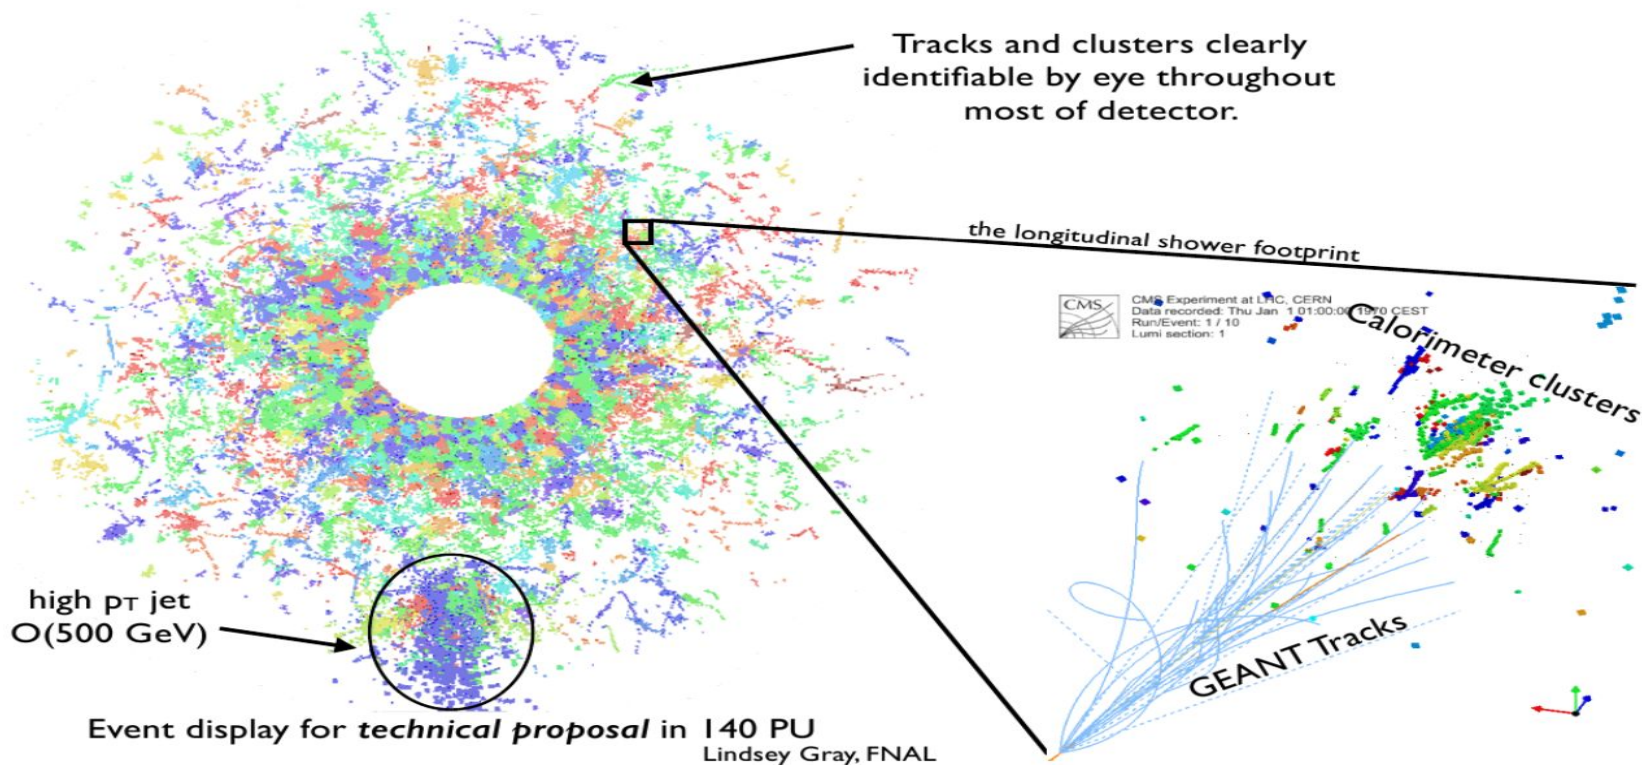 Tracks and clusters clearly
identifiable by eye throughout
most of detector.
the longitudinal shower footprint
CMS
CMS Experiment at LHC, CERN
Data recorded: Thu Jan 1 01:00:00 1970 CEST
Run/Event: 1 / 10
Lumi section: 1
Calorimeter clusters
high pT jet
O(500 GeV)
GEANT Tracks
Event display for technical proposal in 140 PU
Lindsey Gray, FNAL